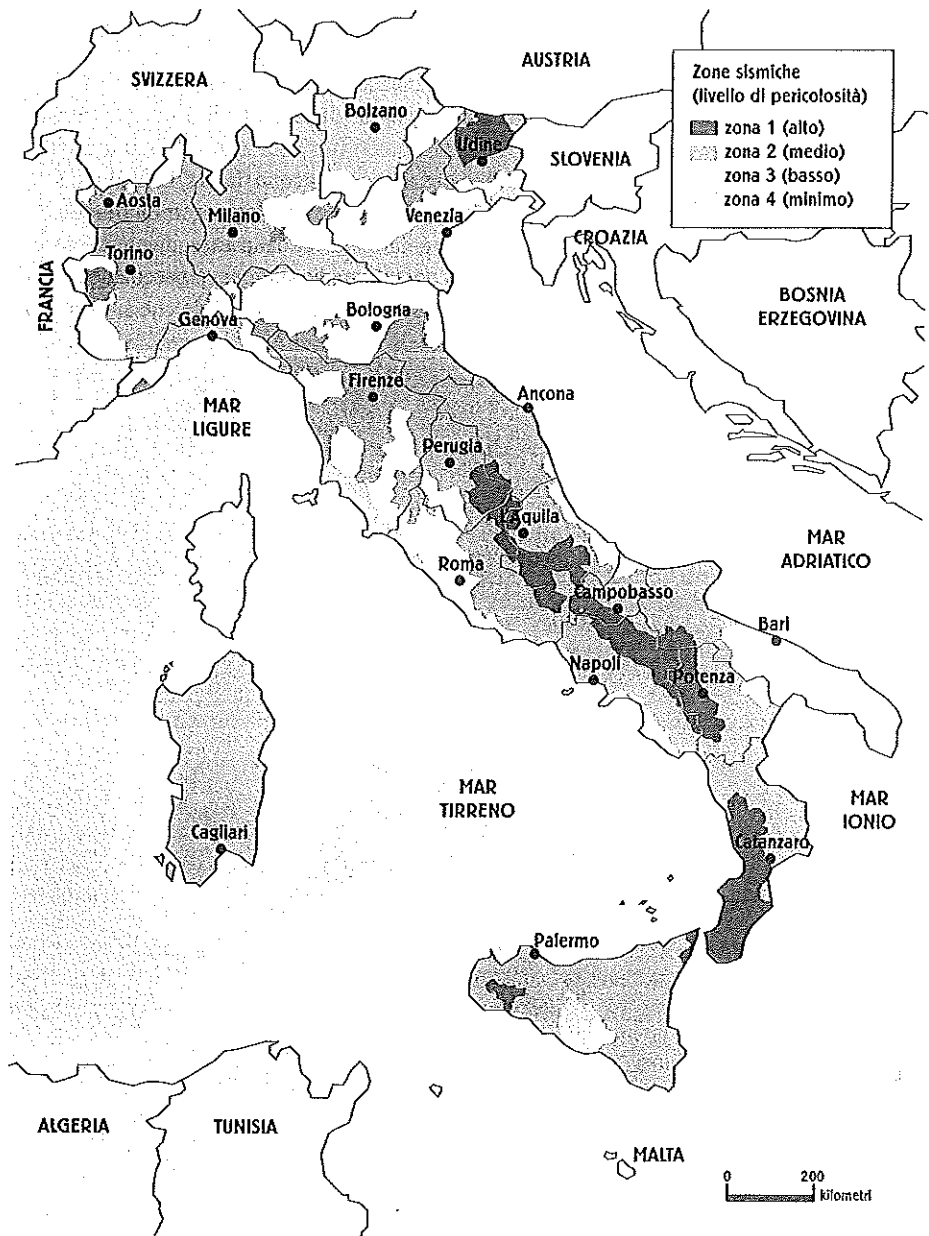 SVIZZERA
AUSTRIA
Zone sismiche
(livello di pericolosità)
zona 1 (alto)
zona 2 (medio)
zona 3 (basso)
zona 4 (minimo)
Bolzano
Udine
SLOVENIA
Aosta
Milano
Venezia
CROAZIA
Torino
FRANCIA
BOSNIA
ERZEGOVINA
Genova
Bologna
Firenze
Ancona
MAR
LIGURE
Perugia
L'Aquila
MAR
ADRIATICO
Roma
Campobasso
Bari
Napoli
Potenza
MAR
TIRRENO
MAR
IONIO
Cagliari
Catanzaro
Palermo
ALGERIA
TUNISIA
MALTA
0 200
kilometri